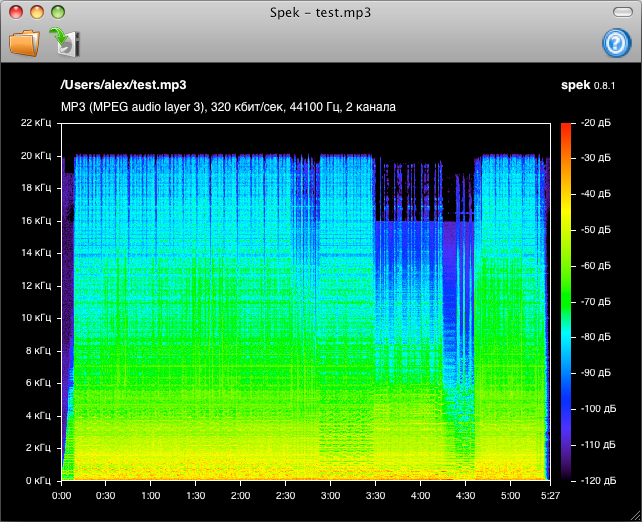 Spek – test.mp3
/Users/alex/test.mp3
spek 0.8.1
MP3 (MPEG audio layer 3), 320 кбит/сек, 44100 Гц, 2 канала
22 кГц
20 кГц
18 кГц
16 кГц
14 кГц
12 кГц
10 кГц
8 кГц
6 кГц
4 кГц
2 кГц
0 кГц
0:00 0:30 1:00 1:30 2:00 2:30 3:00 3:30 4:00 4:30 5:00 5:27
-20 дБ
-30 дБ
-40 дБ
-50 дБ
-60 дБ
-70 дБ
-80 дБ
-90 дБ
-100 дБ
-110 дБ
-120 дБ